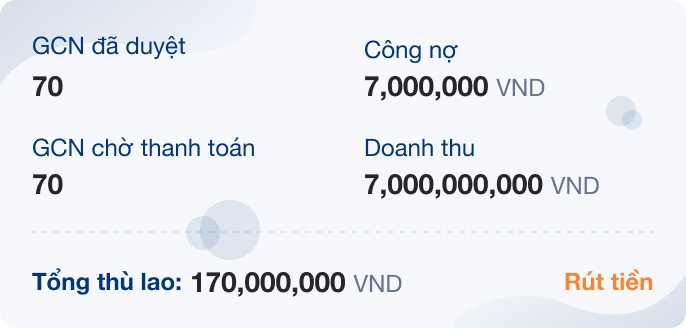 GCN đã duyệt
70
Công nợ
7,000,000 VND
GCN chờ thanh toán
70
Doanh thu
7,000,000,000 VND
Tổng thù lao: 170,000,000 VND
Rút tiền